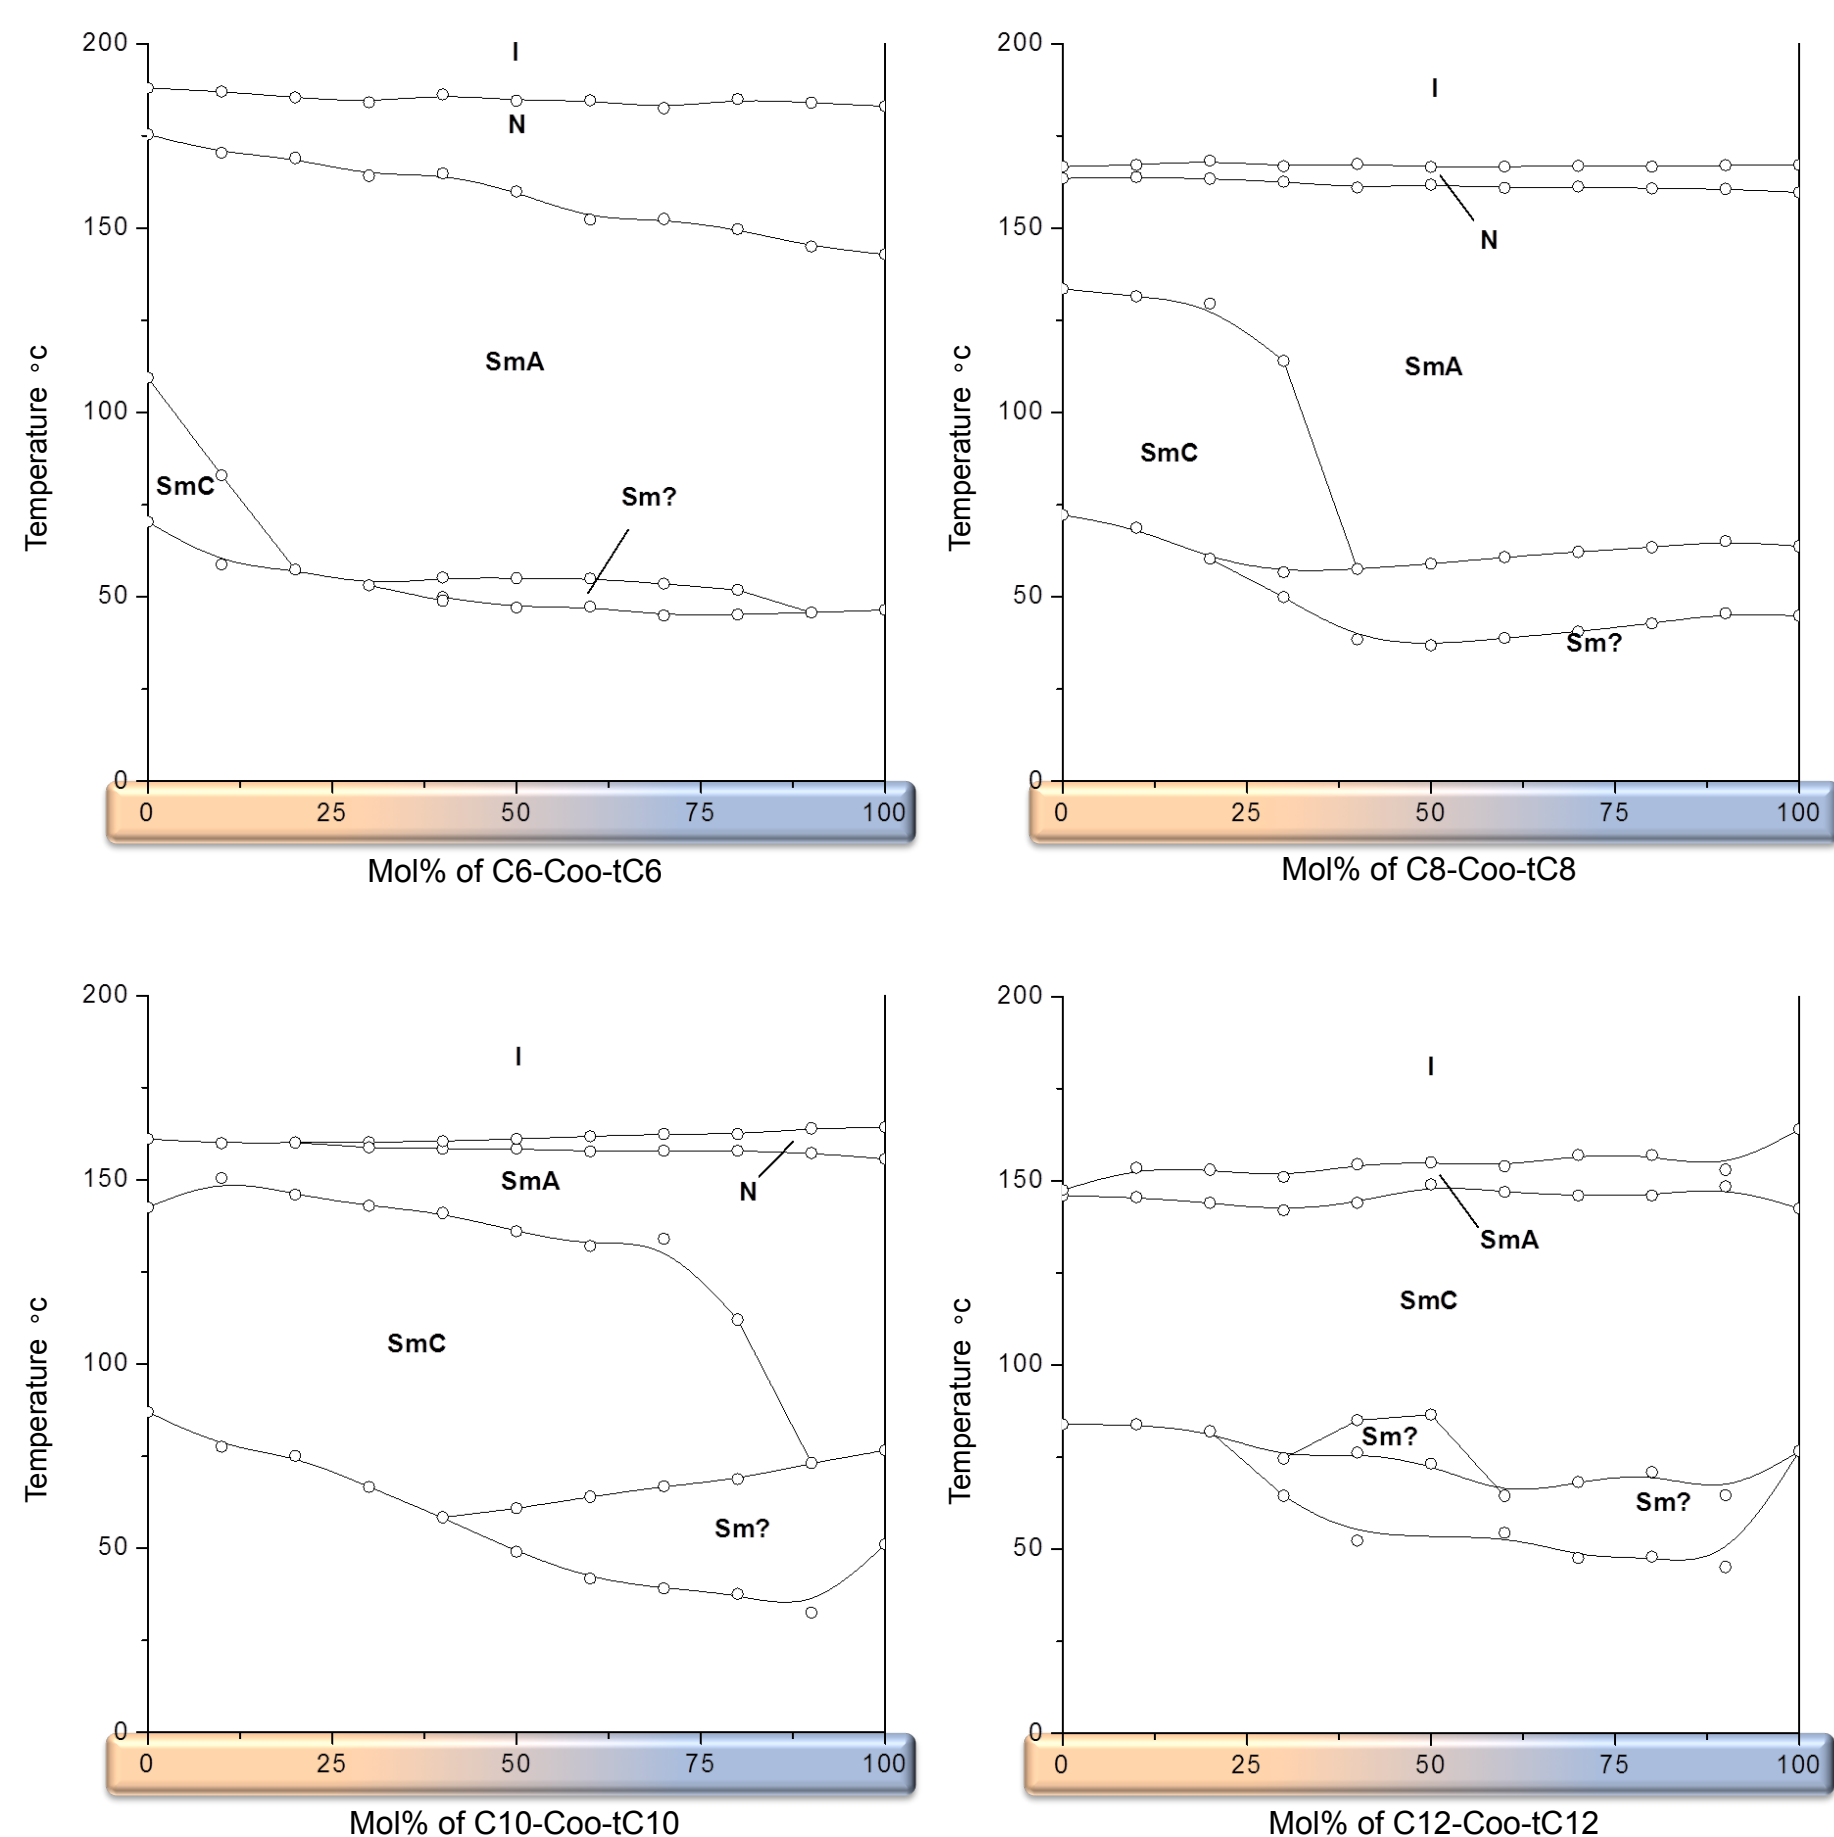 200
150
100
50
0
Temperature °c
I
N
SmA
SmC
Sm?
0 25 50 75 100
Mol% of C6-Coo-tC6
200
150
100
50
0
Temperature °c
I
N
SmA
SmC
Sm?
0 25 50 75 100
Mol% of C8-Coo-tC8
200
150
100
50
0
Temperature °c
I
SmA
N
SmC
Sm?
0 25 50 75 100
Mol% of C10-Coo-tC10
200
150
100
50
0
Temperature °c
I
SmA
SmC
Sm?
Sm?
0 25 50 75 100
Mol% of C12-Coo-tC12